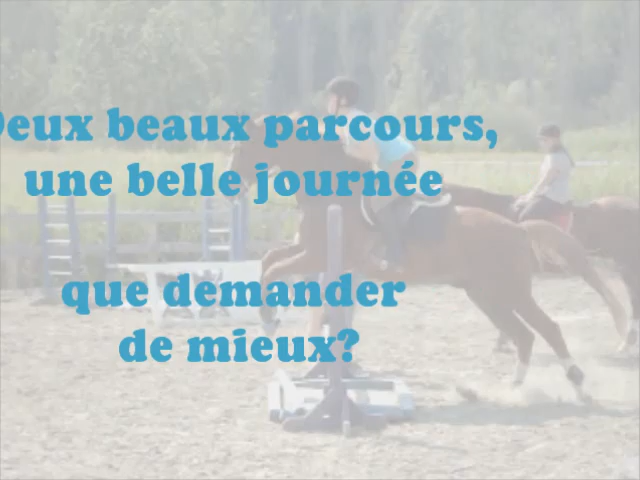 Deux beaux parcours,
une belle journée
que demander
de mieux?